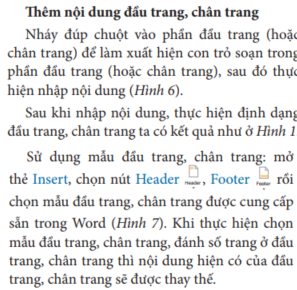 Thêm nội dung đầu trang, chân trang
Nháy đúp chuột vào phần đầu trang (hoặc
chân trang) để làm xuất hiện con trỏ soạn trong
phần đầu trang (hoặc chân trang), sau đó thực
hiện nhập nội dung (Hình 6).
Sau khi nhập nội dung, thực hiện định dạng
đầu trang, chân trang ta có kết quả như ở Hình 1
Sử dụng mẫu đầu trang, chân trang: mở
thẻ Insert, chọn nút Header Header , Footer Footer rồi
chọn mẫu đầu trang, chân trang được cung cấp
sẵn trong Word (Hình 7). Khi thực hiện chọn
mẫu đầu trang, chân trang, đánh số trang ở đầu
trang, chân trang thì nội dung hiện có của đầu
trang, chân trang sẽ được thay thế.